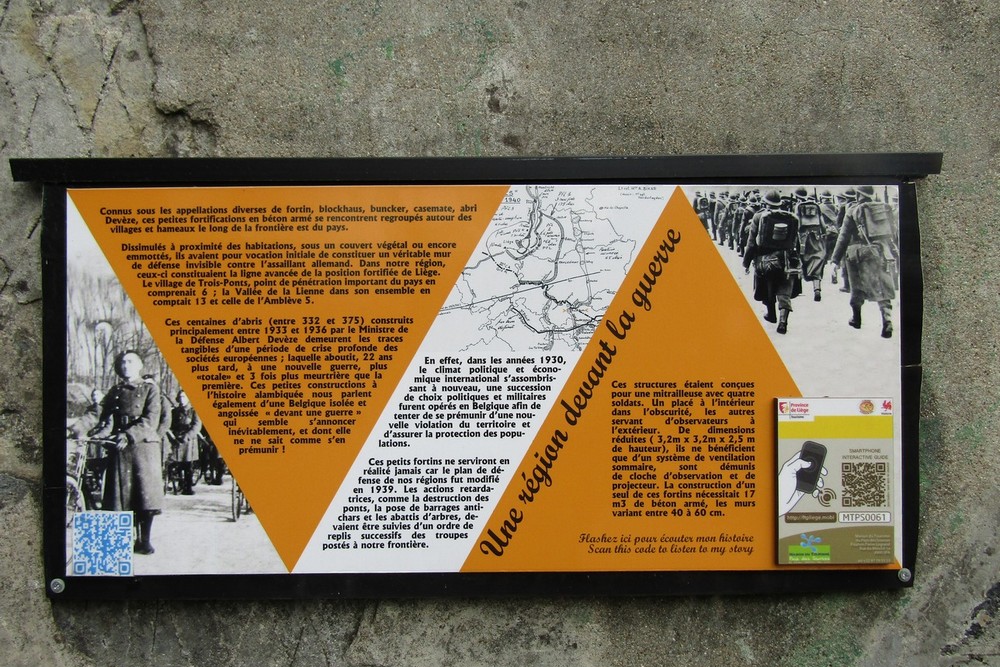 Connus sous les appellations diverses de fortin, blockhaus, buncker, casemate, abri
Devèze, ces petites fortifications en béton armé se rencontrent regroupés autour des
villages et hameaux le long de la frontière est du pays.
Dissimulés à proximité des habitations, sous un couvert végétal ou encore
emmottés, ils avaient pour vocation initiale de constituer un véritable mur
de défense invisible contre l'assaillant allemand. Dans notre région,
ceux-ci constituaient la ligne avancée de la position fortifiée de Liège.
Le village de Trois-Ponts, point de pénétration important du pays en
comprenait 6 ; la Vallée de la Lienne dans son ensemble en
comptait 13 et celle de l'Amblève 5.
Ces centaines d'abris (entre 332 et 375) construits
principalement entre 1933 et 1936 par le Ministre de
la Défense Albert Devèze demeurent les traces
tangibles d'une période de crise profonde des
sociétés européennes ; laquelle aboutit, 22 ans
plus tard, à une nouvelle guerre, plus
«totale» et 3 fois plus meurtrière que la
première. Ces petites constructions à
l'histoire alambiquée nous parlent
également d'une Belgique isolée et
angoissée « devant une guerre »
qui semble s'annoncer
inévitablement, et dont elle
ne ne sait comme s'en
prémunir !
1940
En effet, dans les années 1930,
le climat politique et écono-
mique international s'assombris-
sant à nouveau, une succession
de choix politiques et militaires
furent opérés en Belgique afin de
tenter de se prémunir d'une nou
velle violation du territoire et
d'assurer la protection des popu-
lations.
Ces petits fortins ne serviront en
réalité jamais car le plan de dé-
fense de nos régions fut modifié
en 1939. Les actions retarda-
trices, comme la destruction des
ponts, la pose de barrages anti-
chars et les abattis d'arbres, de-
vaient être suivies d'un ordre de
replis successifs des troupes
postés à notre frontière.
Une région devant la guerre
Ces structures étaient conçues
pour une mitrailleuse avec quatre
soldats. Un placé à l'intérieur
dans l'obscurité, les autres
servant d'observateurs à
l'extérieur. De dimensions
réduites ( 3,2m x 3,2m x 2,5 m
de hauteur), ils ne bénéficient
que d'un système de ventilation
sommaire, sont démunis
de cloche d'observation et de
projecteur. La construction d'un
seul de ces fortins nécessitait 17
m3 de béton armé, les murs
variant entre 40 à 60 cm.
Flashez ici pour écouter mon histoire
Scan this code to listen to my story
Province
de Liège
SMARTPHONE
INTERACTIVE GUIDE
http://ftpliege.mobi
MTPS0061